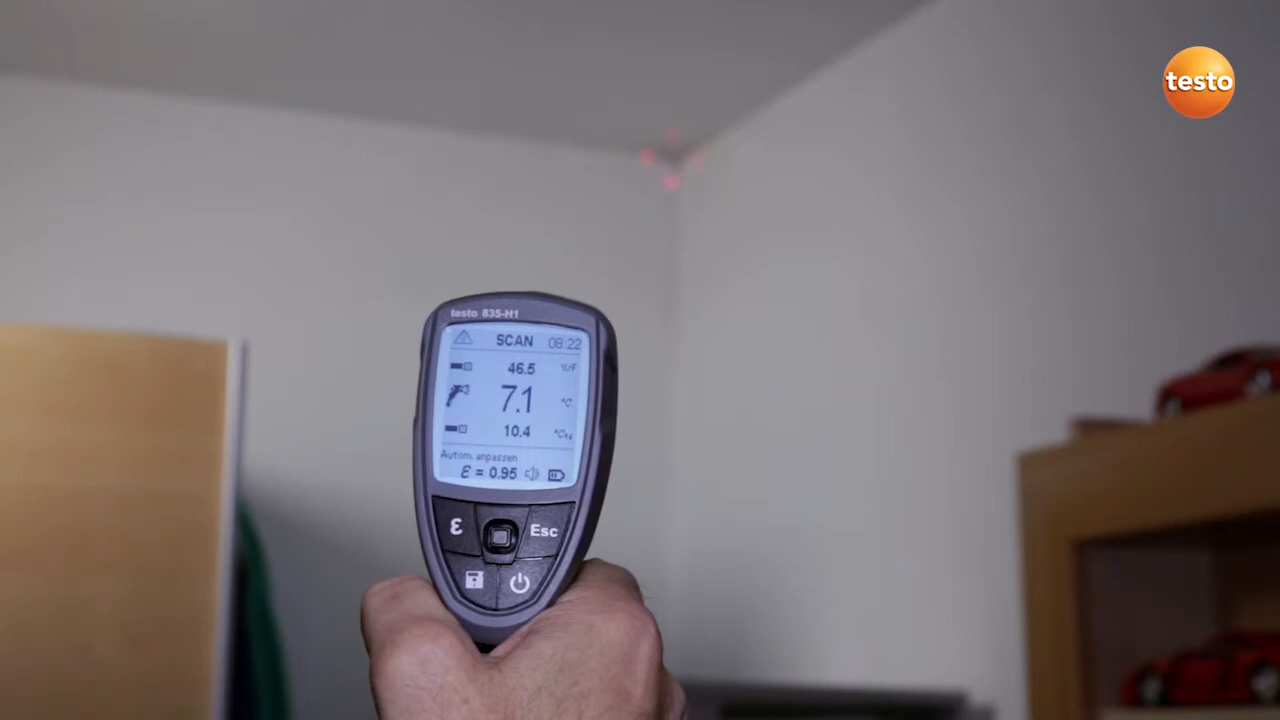 testo
testo 835-H1
SCAN 08:22
46.5 %rF
7.1 °C
10.4 °Ctd
Autom. anpassen
ε = 0.95
ε Esc